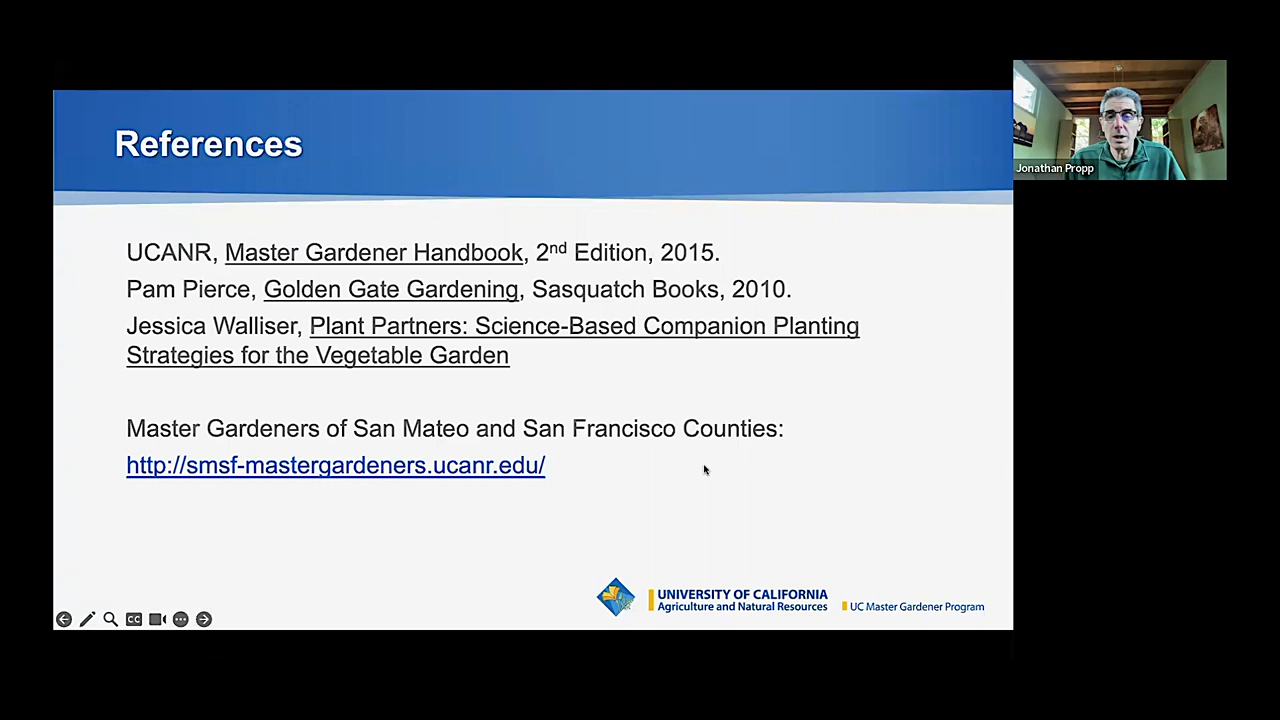 References
Jonathan Propp
UCANR, Master Gardener Handbook, 2nd Edition, 2015.
Pam Pierce, Golden Gate Gardening, Sasquatch Books, 2010.
Jessica Walliser, Plant Partners: Science-Based Companion Planting
Strategies for the Vegetable Garden
Master Gardeners of San Mateo and San Francisco Counties:
http://smsf-mastergardeners.ucanr.edu/
UNIVERSITY OF CALIFORNIA
Agriculture and Natural Resources
UC Master Gardener Program
CC